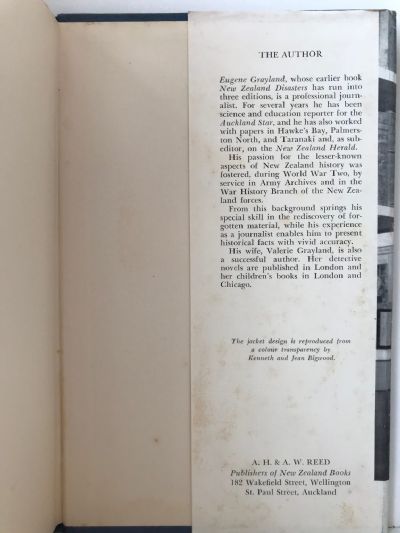 THE AUTHOR
Eugene Grayland, whose earlier book
New Zealand Disasters has run into
three editions, is a professional journ-
alist. For several years he has been
science and education reporter for the
Auckland Star, and he has also worked
with papers in Hawke's Bay, Palmers-
ton North, and Taranaki and, as sub-
editor, on the New Zealand Herald.
His passion for the lesser-known
aspects of New Zealand history was
fostered, during World War Two, by
service in Army Archives and in the
War History Branch of the New Zea-
land forces.
From this background springs his
special skill in the rediscovery of for-
gotten material, while his experience
as a journalist enables him to present
historical facts with vivid accuracy.
His wife, Valerie Grayland, is also
a successful author. Her detective
novels are published in London and
her children's books in London and
Chicago.
The jacket design is reproduced from
a colour transparency by
Kenneth and Jean Bigwood.
A. H. & A. W. REED
Publishers of New Zealand Books
182 Wakefield Street, Wellington
St. Paul Street, Auckland